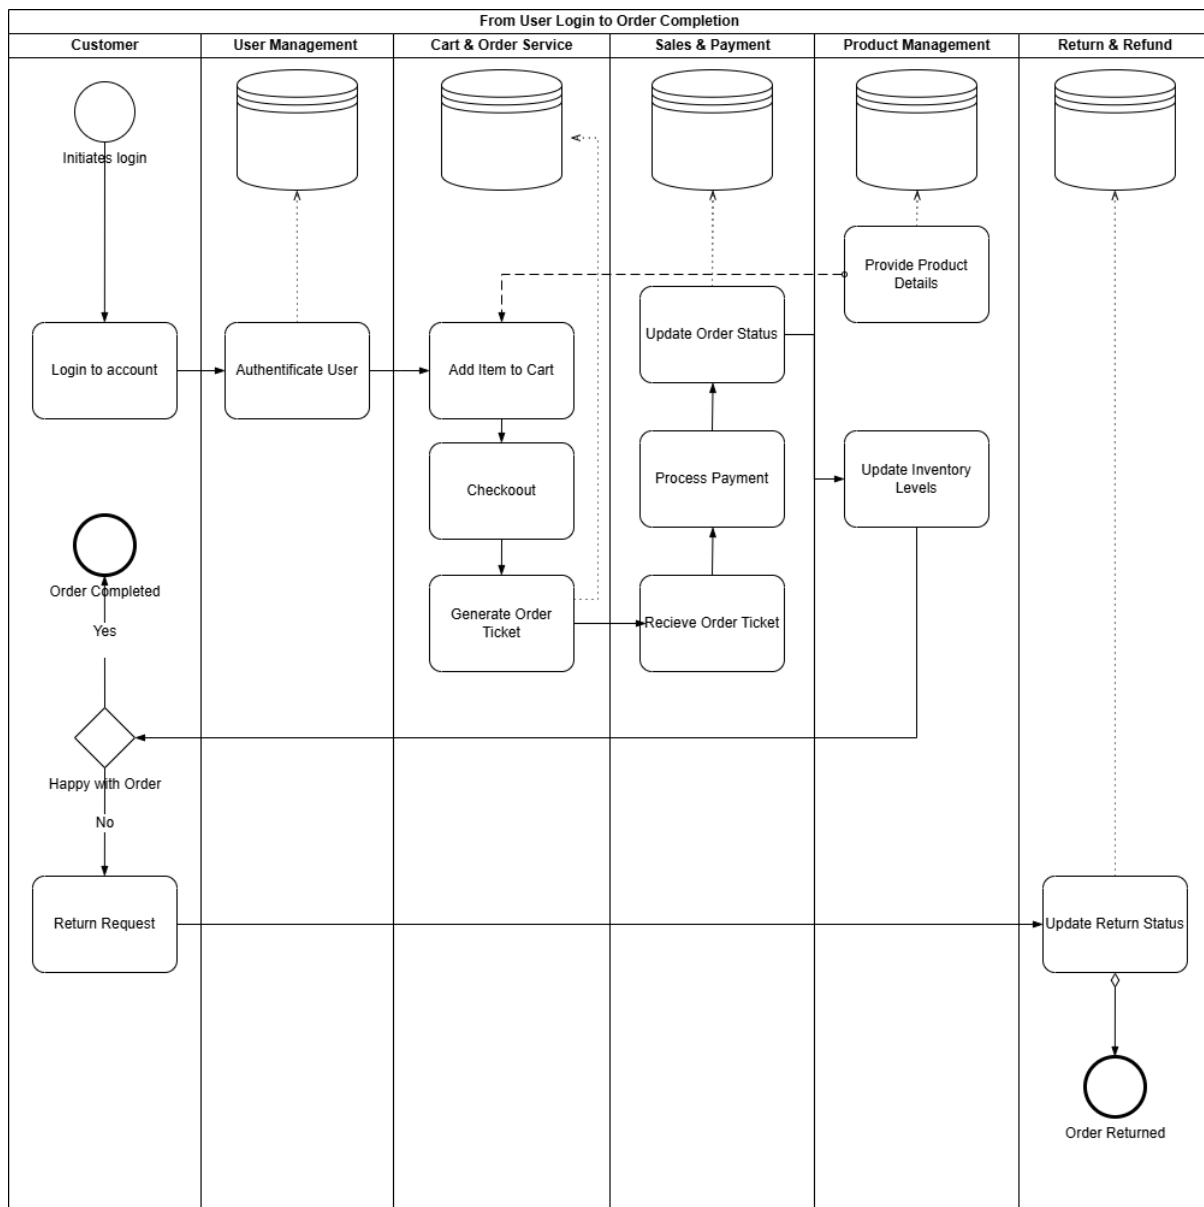 From User Login to Order Completion
Customer
User Management
Cart & Order Service
Sales & Payment
Product Management
Return & Refund
Initiates login
Provide Product
Details
Update Order Status
Login to account
Authentificate User
Add Item to Cart
Checkoout
Process Payment
Update Inventory
Levels
Order Completed
Yes
Generate Order
Ticket
Recieve Order Ticket
Happy with Order
No
Return Request
Update Return Status
Order Returned